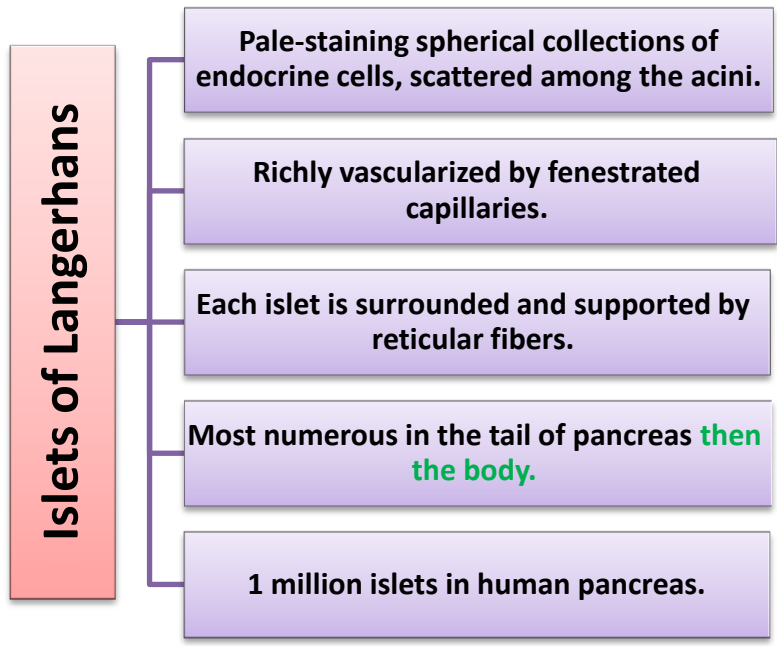 Islets of Langerhans
Pale-staining spherical collections of
endocrine cells, scattered among the acini.
Richly vascularized by fenestrated
capillaries.
Each islet is surrounded and supported by
reticular fibers.
Most numerous in the tail of pancreas then
the body.
1 million islets in human pancreas.